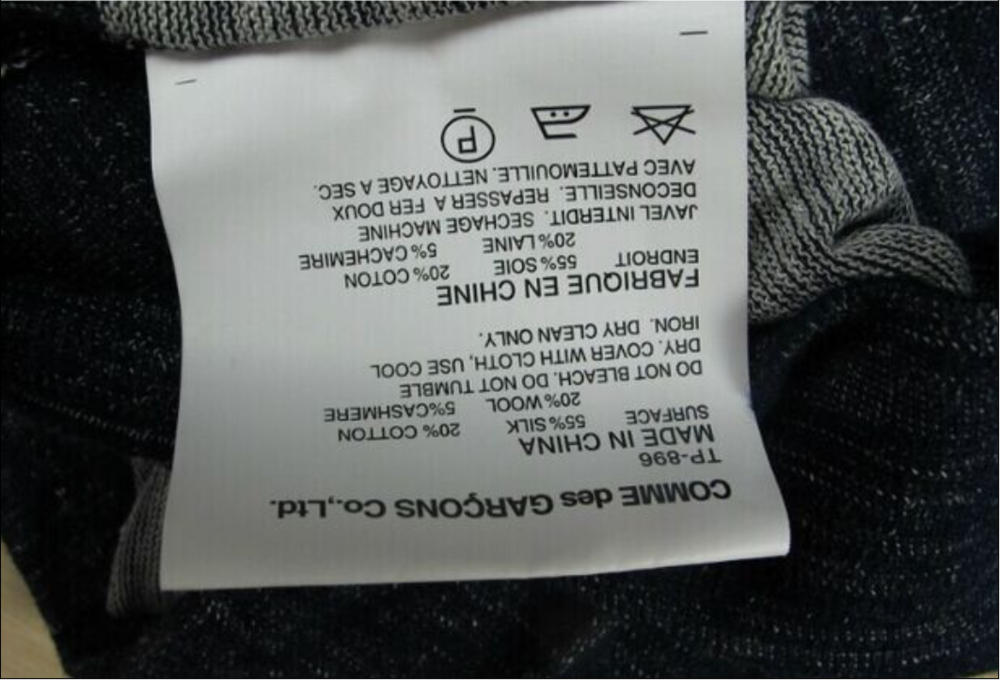 COMME des GARÇONS Co.,Ltd.
TP-896
MADE IN CHINA
SURFACE 55% SILK 20% COTTON
20% WOOL 5%CASHMERE
DO NOT BLEACH. DO NOT TUMBLE
DRY. COVER WITH CLOTH, USE COOL
IRON. DRY CLEAN ONLY.
FABRIQUE EN CHINE
ENDROIT 55% SOIE 20% COTON
20% LAINE 5% CACHEMIRE
JAVEL INTERDIT. SECHAGE MACHINE
DECONSEILLE. REPASSER A FER DOUX
AVEC PATTEMOUILLE. NETTOYAGE A SEC.
P